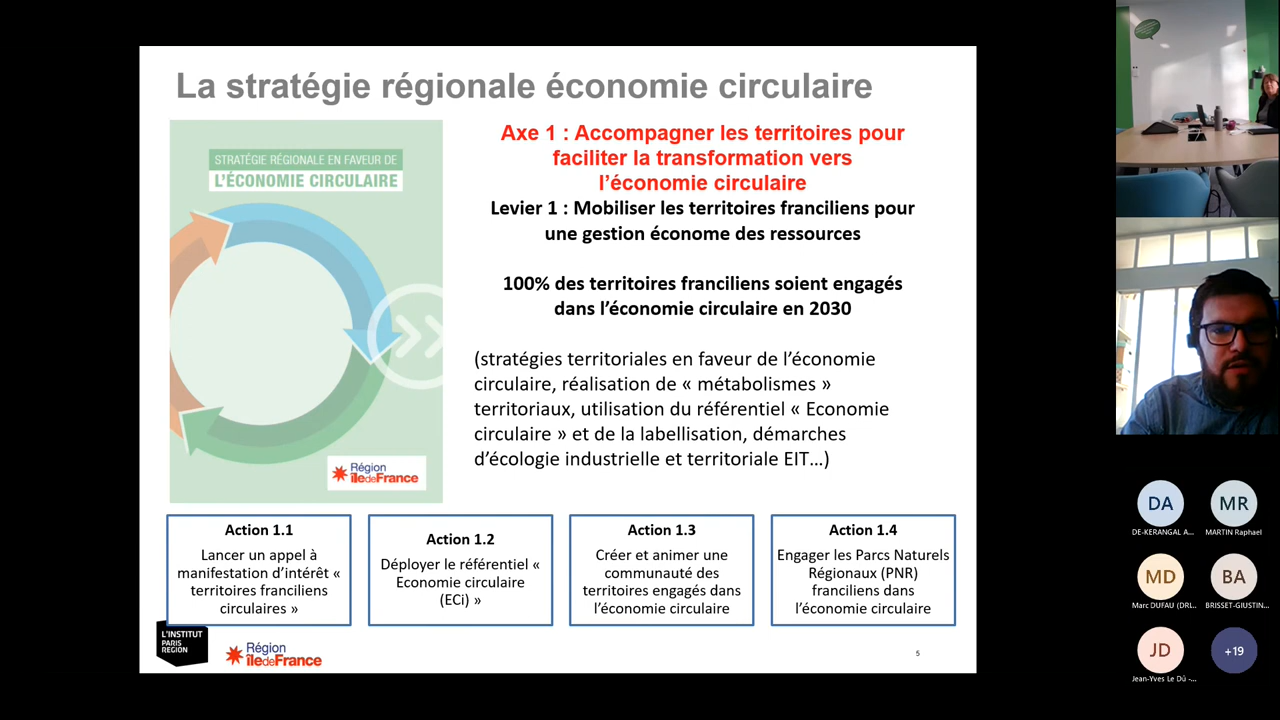 La stratégie régionale économie circulaire
STRATÉGIE RÉGIONALE EN FAVEUR DE
L'ÉCONOMIE CIRCULAIRE
Région
îledeFrance
Axe 1 : Accompagner les territoires pour
faciliter la transformation vers
l’économie circulaire
Levier 1 : Mobiliser les territoires franciliens pour
une gestion économe des ressources
100% des territoires franciliens soient engagés
dans l’économie circulaire en 2030
(stratégies territoriales en faveur de l’économie
circulaire, réalisation de « métabolismes »
territoriaux, utilisation du référentiel « Economie
circulaire » et de la labellisation, démarches
d’écologie industrielle et territoriale EIT…)
Action 1.1
Lancer un appel à
manifestation d’intérêt «
territoires franciliens
circulaires »
Action 1.2
Déployer le référentiel «
Economie circulaire
(ECi) »
Action 1.3
Créer et animer une
communauté des
territoires engagés dans
l’économie circulaire
Action 1.4
Engager les Parcs Naturels
Régionaux (PNR)
franciliens dans
l’économie circulaire
L'INSTITUT
PARIS
REGION
Région
îledeFrance
5
DA
DE-KERANGAL A...
MR
MARTIN Raphael
MD
Marc DUFAU (DRI...
BA
BRISSET-GIUSTIN...
JD
Jean-Yves Le Dû -...
+19